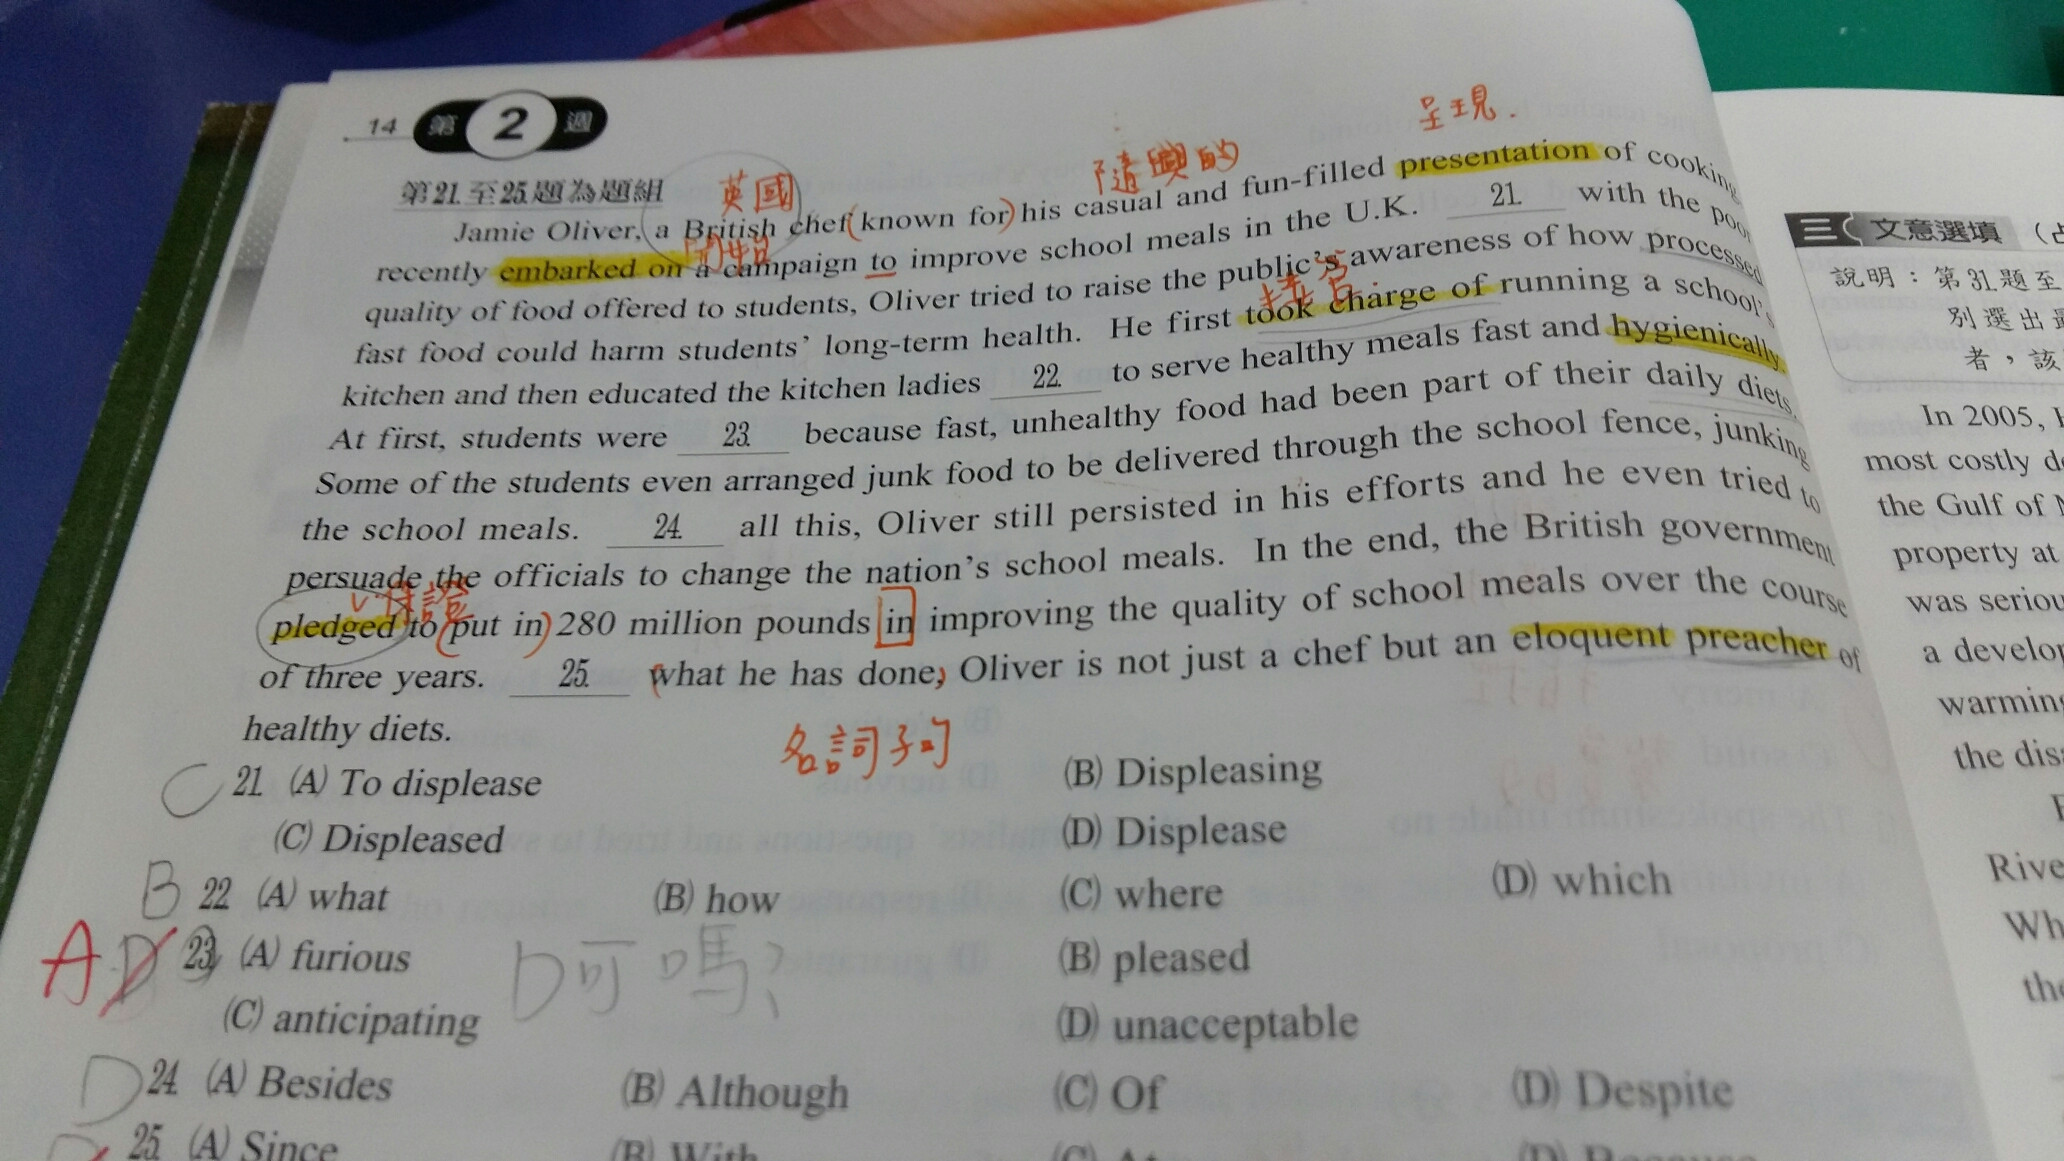 14 第 2 週
第21.至25.題為題組
英國
隨興的
呈現.
Jamie Oliver, a British chef (known for) his casual and fun-filled presentation of cooking,
recently embarked on a campaign to improve school meals in the U.K. 21. with the poor
quality of food offered to students, Oliver tried to raise the public's awareness of how processed
fast food could harm students' long-term health. He first took charge of running a school's
kitchen and then educated the kitchen ladies 22. to serve healthy meals fast and hygienically.
At first, students were 23. because fast, unhealthy food had been part of their daily diets.
Some of the students even arranged junk food to be delivered through the school fence, junking
the school meals. 24. all this, Oliver still persisted in his efforts and he even tried to
persuade the officials to change the nation's school meals. In the end, the British government
pledged to (put in) 280 million pounds in improving the quality of school meals over the course
of three years. 25. (what he has done, Oliver is not just a chef but an eloquent preacher of
healthy diets.
名詞子句
C 21. (A) To displease (B) Displeasing
(C) Displeased (D) Displease
B 22. (A) what (B) how (C) where (D) which
A D 23. (A) furious (B) pleased
D可嗎?
(C) anticipating (D) unacceptable
D 24. (A) Besides (B) Although (C) Of (D) Despite
25. (A) Since (B) With (C) At (D) Because
三 文意選填
說明：第31.題至
別選出最
者，該
In 2005, H
most costly de
the Gulf of M
property at
was seriou
a develop
warming
the disa
River
Wh
the